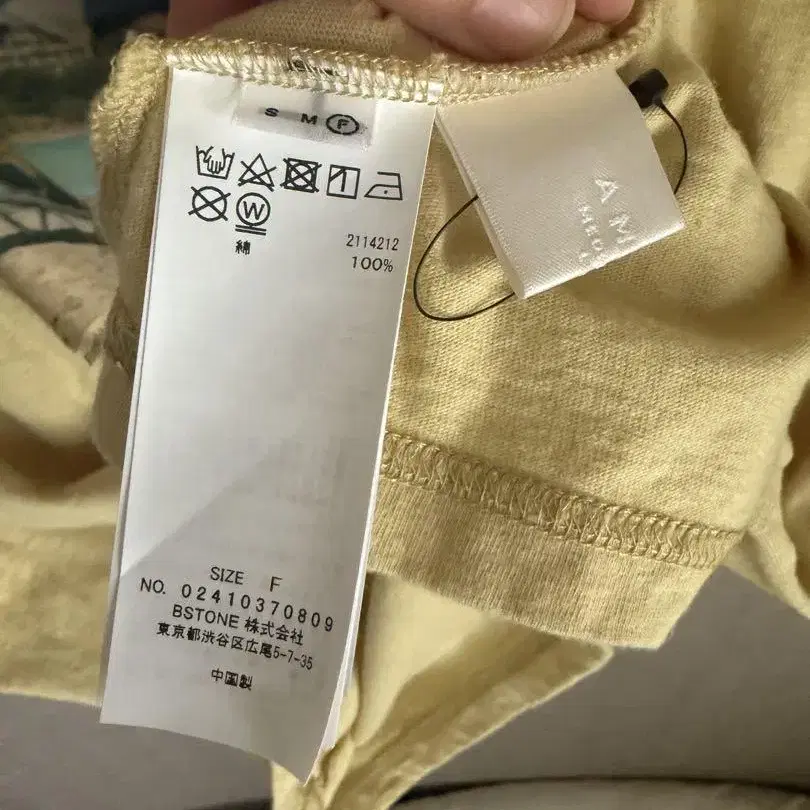 S M F
W
2114212
綿 100%
SIZE F
NO. 02410370809
BSTONE 株式会社
東京都渋谷区広尾5-7-35
中国製
A M